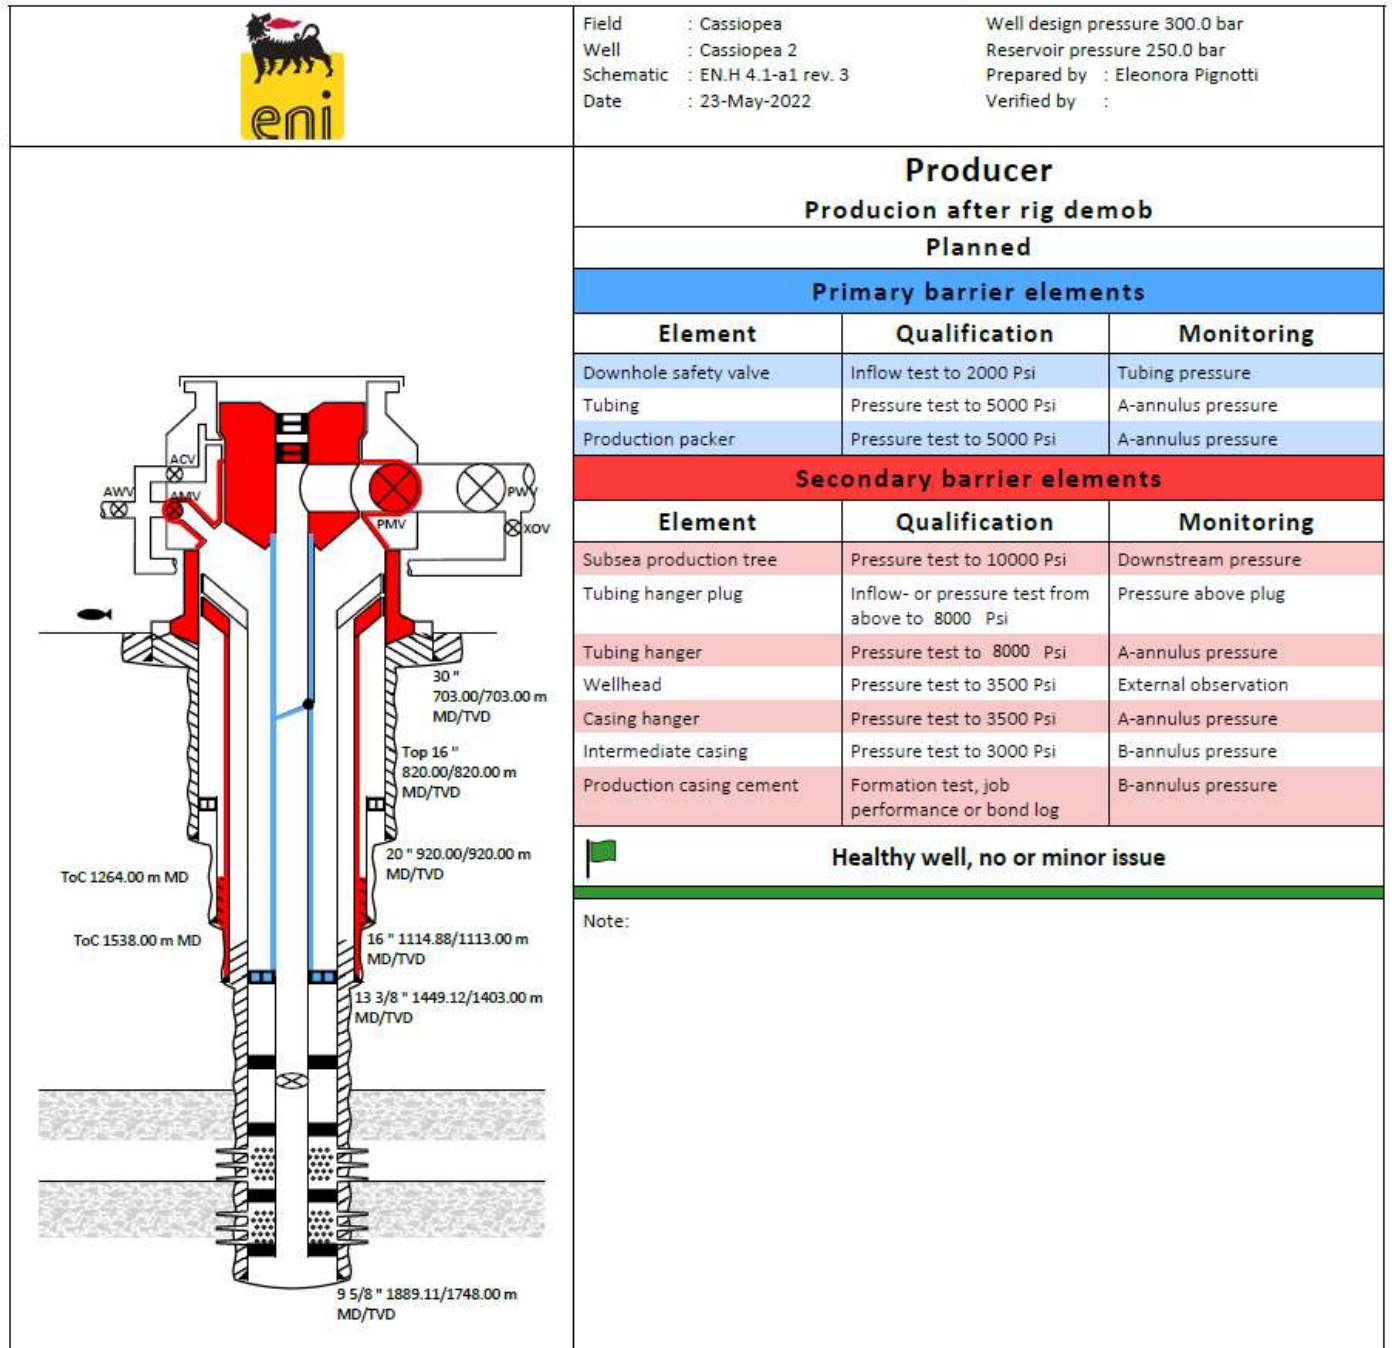 eni
Field : Cassiopea
Well : Cassiopea 2
Schematic : EN.H 4.1-a1 rev. 3
Date : 23-May-2022
Well design pressure 300.0 bar
Reservoir pressure 250.0 bar
Prepared by : Eleonora Pignotti
Verified by :
Producer
Producion after rig demob
Planned
Primary barrier elements
Element Qualification Monitoring
Downhole safety valve Inflow test to 2000 Psi Tubing pressure
Tubing Pressure test to 5000 Psi A-annulus pressure
Production packer Pressure test to 5000 Psi A-annulus pressure
Secondary barrier elements
Element Qualification Monitoring
Subsea production tree Pressure test to 10000 Psi Downstream pressure
Tubing hanger plug Inflow- or pressure test from Pressure above plug
above to 8000 Psi
Tubing hanger Pressure test to 8000 Psi A-annulus pressure
Wellhead Pressure test to 3500 Psi External observation
Casing hanger Pressure test to 3500 Psi A-annulus pressure
Intermediate casing Pressure test to 3000 Psi B-annulus pressure
Production casing cement Formation test, job B-annulus pressure
performance or bond log
Healthy well, no or minor issue
Note:
ACV
AWV
AMV
PMV
PWV
XOV
30 "
703.00/703.00 m
MD/TVD
Top 16 "
820.00/820.00 m
MD/TVD
20 " 920.00/920.00 m
MD/TVD
ToC 1264.00 m MD
ToC 1538.00 m MD
16 " 1114.88/1113.00 m
MD/TVD
13 3/8 " 1449.12/1403.00 m
MD/TVD
9 5/8 " 1889.11/1748.00 m
MD/TVD